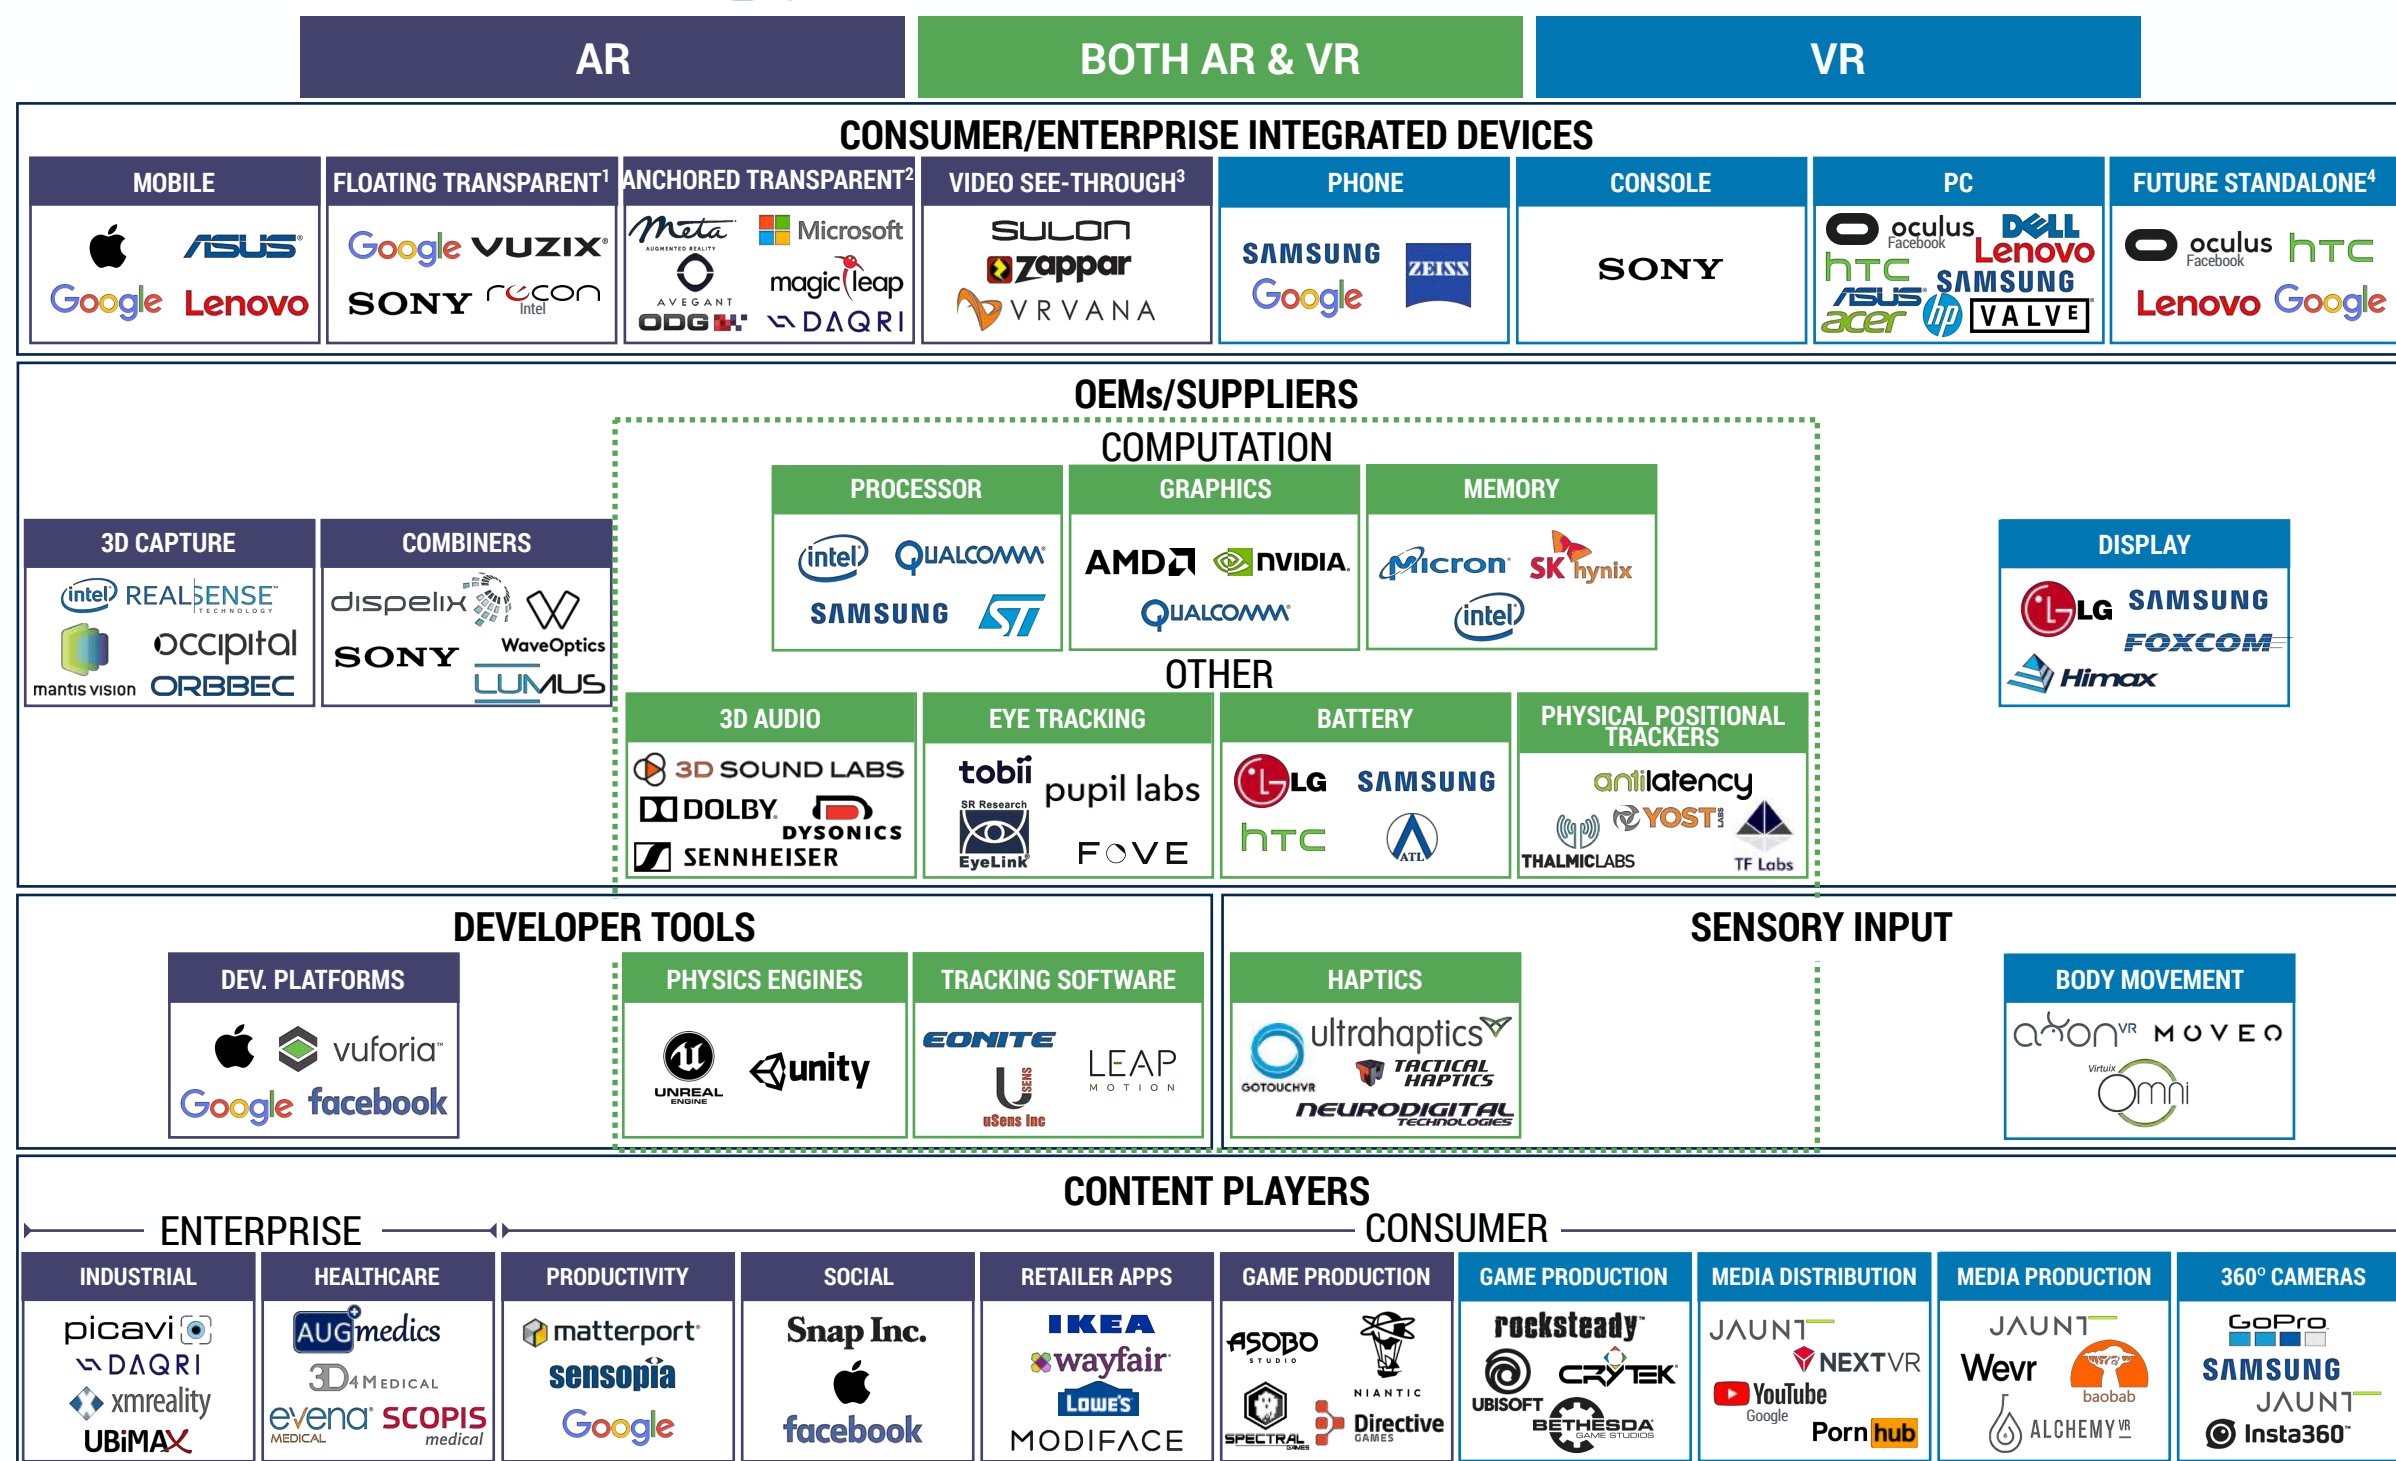 AR
BOTH AR & VR
VR
CONSUMER/ENTERPRISE INTEGRATED DEVICES
MOBILE
ASUS
Google
Lenovo
FLOATING TRANSPARENT1
Google
VUZIX
SONY
recon
Intel
ANCHORED TRANSPARENT2
meta
AUGMENTED REALITY
Microsoft
AVEGANT
magic leap
ODG
DAQRI
VIDEO SEE-THROUGH3
SULON
zappar
VRVANA
PHONE
SAMSUNG
Google
ZEISS
CONSOLE
SONY
PC
oculus
Facebook
DELL
Lenovo
hTC
SAMSUNG
ASUS
acer
hp
VALVE
FUTURE STANDALONE4
oculus
Facebook
hTC
Lenovo
Google
OEMs/SUPPLIERS
COMPUTATION
PROCESSOR
intel
QUALCOMM
SAMSUNG
ST
GRAPHICS
AMD
NVIDIA.
QUALCOMM
MEMORY
Micron
SK hynix
intel
3D CAPTURE
intel REALSENSE™
TECHNOLOGY
mantis vision
occipital
ORBBEC
COMBINERS
dispelix
WaveOptics
SONY
LUMUS
DISPLAY
LG
SAMSUNG
FOXCOM
Himax
OTHER
3D AUDIO
3D SOUND LABS
DOLBY.
DYSONICS
SENNHEISER
EYE TRACKING
tobii
pupil labs
SR Research
EyeLink
FOVE
BATTERY
LG
SAMSUNG
hTC
ATL
PHYSICAL POSITIONAL
TRACKERS
antilatency
YOST LABS
THALMICLABS
TF Labs
DEVELOPER TOOLS
DEV. PLATFORMS
vuforia™
Google
facebook
PHYSICS ENGINES
UNREAL
ENGINE
unity
TRACKING SOFTWARE
EONITE
USENS
uSens Inc
LEAP
MOTION
SENSORY INPUT
HAPTICS
GOTOUCHVR
ultrahaptics
TACTICAL
HAPTICS
NEURODIGITAL
TECHNOLOGIES
BODY MOVEMENT
axonVR
MOVEO
Virtuix
Omni
CONTENT PLAYERS
ENTERPRISE
CONSUMER
INDUSTRIAL
picavi
DAQRI
xmreality
UBiMAX
HEALTHCARE
AUGmedics
3D4MEDICAL
evena
MEDICAL
SCOPIS
medical
PRODUCTIVITY
matterport
sensopia
Google
SOCIAL
Snap Inc.
facebook
RETAILER APPS
IKEA
wayfair
LOWE'S
MODIFACE
GAME PRODUCTION
ASOBO
STUDIO
NIANTIC
SPECTRAL
GAMES
Directive
GAMES
GAME PRODUCTION
rocksteady™
UBISOFT
CRYTEK
BETHESDA
GAME STUDIOS
MEDIA DISTRIBUTION
JAUNT
NEXTVR
YouTube
Google
Pornhub
MEDIA PRODUCTION
JAUNT
Wevr
baobab
ALCHEMY VR
360° CAMERAS
GoPro
SAMSUNG
JAUNT
Insta360™